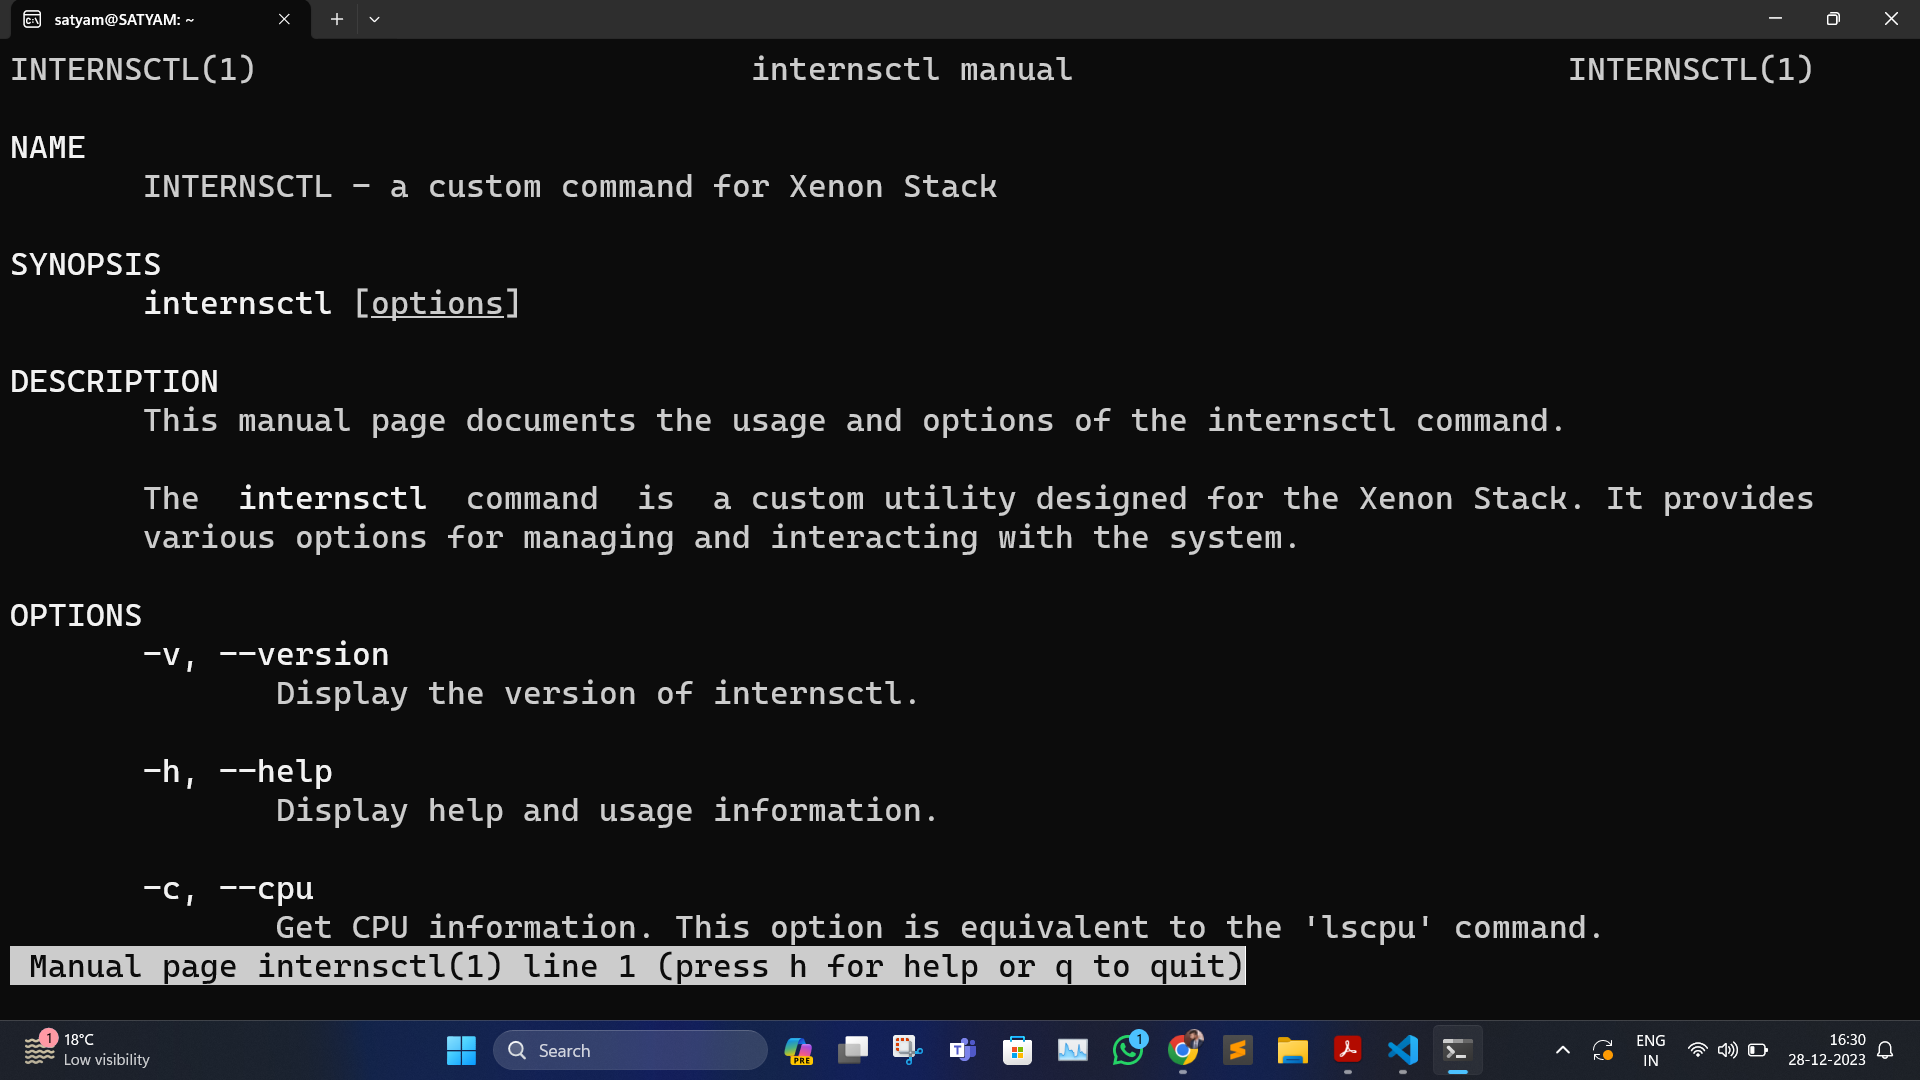 satyam@SATYAM: ~
INTERNSCTL(1) internsctl manual INTERNSCTL(1)
NAME
INTERNSCTL - a custom command for Xenon Stack
SYNOPSIS
internsctl [options]
DESCRIPTION
This manual page documents the usage and options of the internsctl command.
The internsctl command is a custom utility designed for the Xenon Stack. It provides
various options for managing and interacting with the system.
OPTIONS
-v, --version
Display the version of internsctl.
-h, --help
Display help and usage information.
-c, --cpu
Get CPU information. This option is equivalent to the 'lscpu' command.
Manual page internsctl(1) line 1 (press h for help or q to quit)
1 18°C
Low visibility
Search
PRE
1
ENG
IN
16:30
28-12-2023